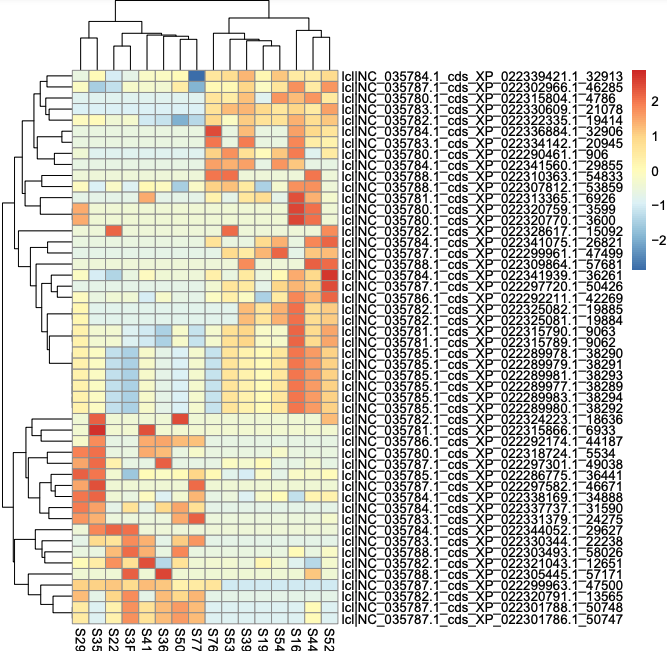 lcl|NC_035784.1_cds_XP_022339421.1_32913
lcl|NC_035787.1_cds_XP_022302966.1_46285
lcl|NC_035780.1_cds_XP_022315804.1_4786
lcl|NC_035783.1_cds_XP_022330609.1_21078
lcl|NC_035782.1_cds_XP_022322335.1_19414
lcl|NC_035784.1_cds_XP_022336884.1_32906
lcl|NC_035783.1_cds_XP_022334142.1_20945
lcl|NC_035780.1_cds_XP_022290461.1_906
lcl|NC_035784.1_cds_XP_022341560.1_29855
lcl|NC_035788.1_cds_XP_022310363.1_54833
lcl|NC_035788.1_cds_XP_022307812.1_53859
lcl|NC_035781.1_cds_XP_022313365.1_6926
lcl|NC_035780.1_cds_XP_022320759.1_3599
lcl|NC_035780.1_cds_XP_022320770.1_3600
lcl|NC_035782.1_cds_XP_022328617.1_15092
lcl|NC_035784.1_cds_XP_022341075.1_26821
lcl|NC_035787.1_cds_XP_022299961.1_47499
lcl|NC_035788.1_cds_XP_022309864.1_57681
lcl|NC_035784.1_cds_XP_022341939.1_36261
lcl|NC_035787.1_cds_XP_022297720.1_50426
lcl|NC_035786.1_cds_XP_022292211.1_42269
lcl|NC_035782.1_cds_XP_022325082.1_19885
lcl|NC_035782.1_cds_XP_022325081.1_19884
lcl|NC_035781.1_cds_XP_022315790.1_9063
lcl|NC_035781.1_cds_XP_022315789.1_9062
lcl|NC_035785.1_cds_XP_022289978.1_38290
lcl|NC_035785.1_cds_XP_022289979.1_38291
lcl|NC_035785.1_cds_XP_022289981.1_38293
lcl|NC_035785.1_cds_XP_022289977.1_38289
lcl|NC_035785.1_cds_XP_022289983.1_38294
lcl|NC_035785.1_cds_XP_022289980.1_38292
lcl|NC_035782.1_cds_XP_022324223.1_18636
lcl|NC_035781.1_cds_XP_022315866.1_6933
lcl|NC_035786.1_cds_XP_022292174.1_44187
lcl|NC_035780.1_cds_XP_022318724.1_5534
lcl|NC_035787.1_cds_XP_022297301.1_49038
lcl|NC_035785.1_cds_XP_022286775.1_36441
lcl|NC_035787.1_cds_XP_022297582.1_46671
lcl|NC_035784.1_cds_XP_022338169.1_34888
lcl|NC_035784.1_cds_XP_022337737.1_31590
lcl|NC_035783.1_cds_XP_022331379.1_24275
lcl|NC_035784.1_cds_XP_022344052.1_29627
lcl|NC_035783.1_cds_XP_022330344.1_22238
lcl|NC_035788.1_cds_XP_022303493.1_58026
lcl|NC_035782.1_cds_XP_022321043.1_12651
lcl|NC_035788.1_cds_XP_022305445.1_57171
lcl|NC_035787.1_cds_XP_022299963.1_47500
lcl|NC_035782.1_cds_XP_022320791.1_13565
lcl|NC_035787.1_cds_XP_022301788.1_50748
lcl|NC_035787.1_cds_XP_022301786.1_50747
2
1
0
−1
−2
S29
S35
S22
S3F
S41
S36
S50
S77
S76
S53
S39
S19
S54
S16
S44
S52